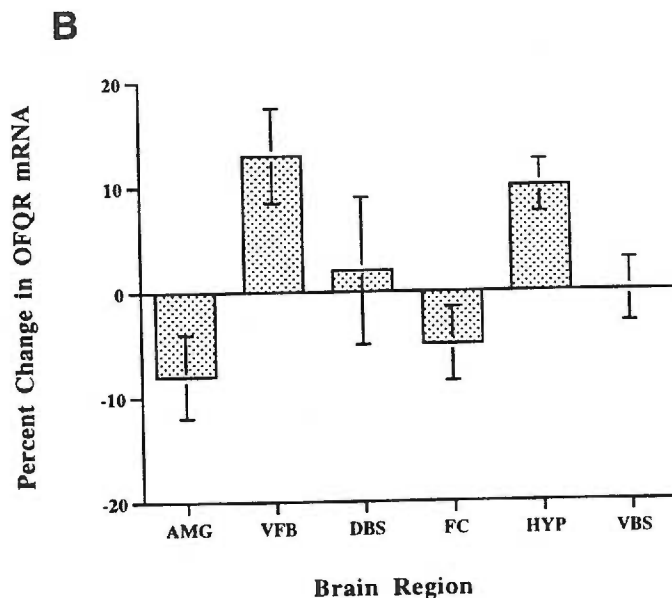 B
Percent Change in OFQR mRNA
20
10
0
-10
-20
AMG VFB DBS FC HYP VBS
Brain Region